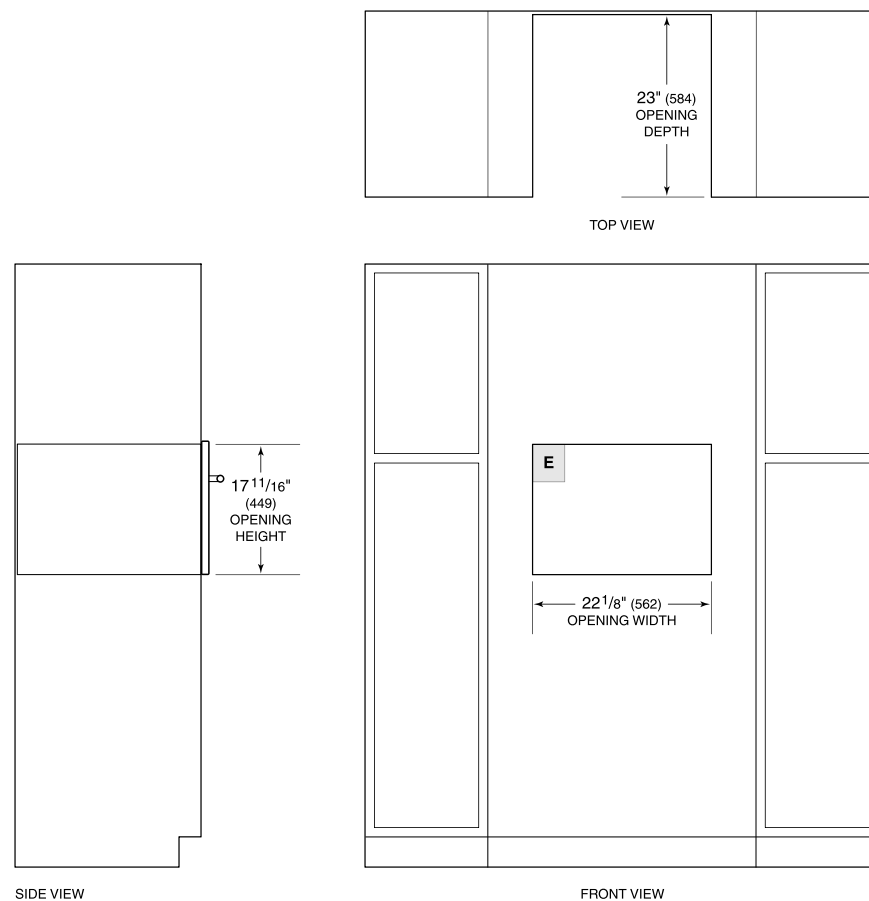 23" (584)
OPENING
DEPTH
TOP VIEW
E
17 11/16"
(449)
OPENING
HEIGHT
22 1/8" (562)
OPENING WIDTH
SIDE VIEW
FRONT VIEW